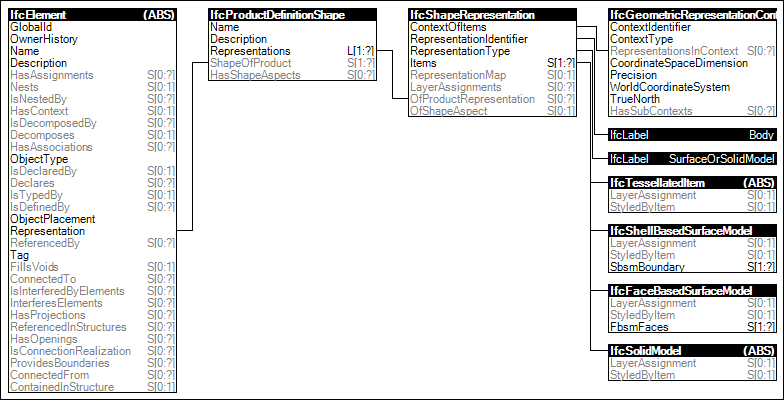 IfcElement (ABS)
GlobalId
OwnerHistory
Name
Description
HasAssignments S[0:?]
Nests S[0:1]
IsNestedBy S[0:?]
HasContext S[0:1]
IsDecomposedBy S[0:?]
Decomposes S[0:1]
HasAssociations S[0:?]
ObjectType
IsDeclaredBy S[0:1]
Declares S[0:?]
IsTypedBy S[0:1]
IsDefinedBy S[0:?]
ObjectPlacement
Representation
ReferencedBy S[0:?]
Tag
FillsVoids S[0:1]
ConnectedTo S[0:?]
IsInterferedByElements S[0:?]
InterferesElements S[0:?]
HasProjections S[0:?]
ReferencedInStructures S[0:?]
HasOpenings S[0:?]
IsConnectionRealization S[0:?]
ProvidesBoundaries S[0:?]
ConnectedFrom S[0:?]
ContainedInStructure S[0:1]
IfcProductDefinitionShape
Name
Description
Representations L[1:?]
ShapeOfProduct S[1:?]
HasShapeAspects S[0:?]
IfcShapeRepresentation
ContextOfItems
RepresentationIdentifier
RepresentationType
Items S[1:?]
RepresentationMap S[0:1]
LayerAssignments S[0:?]
OfProductRepresentation S[0:?]
OfShapeAspect S[0:1]
IfcGeometricRepresentationCon
ContextIdentifier
ContextType
RepresentationsInContext S[0:?]
CoordinateSpaceDimension
Precision
WorldCoordinateSystem
TrueNorth
HasSubContexts S[0:?]
IfcLabel Body
IfcLabel SurfaceOrSolidModel
IfcTessellatedItem (ABS)
LayerAssignment S[0:1]
StyledByItem S[0:1]
IfcShellBasedSurfaceModel
LayerAssignment S[0:1]
StyledByItem S[0:1]
SbsmBoundary S[1:?]
IfcFaceBasedSurfaceModel
LayerAssignment S[0:1]
StyledByItem S[0:1]
FbsmFaces S[1:?]
IfcSolidModel (ABS)
LayerAssignment S[0:1]
StyledByItem S[0:1]